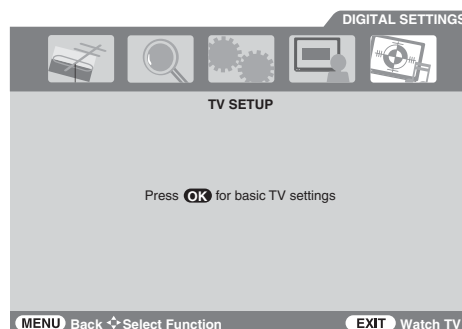 DIGITAL SETTINGS
TV SETUP
Press OK for basic TV settings
MENU Back Select Function EXIT Watch TV